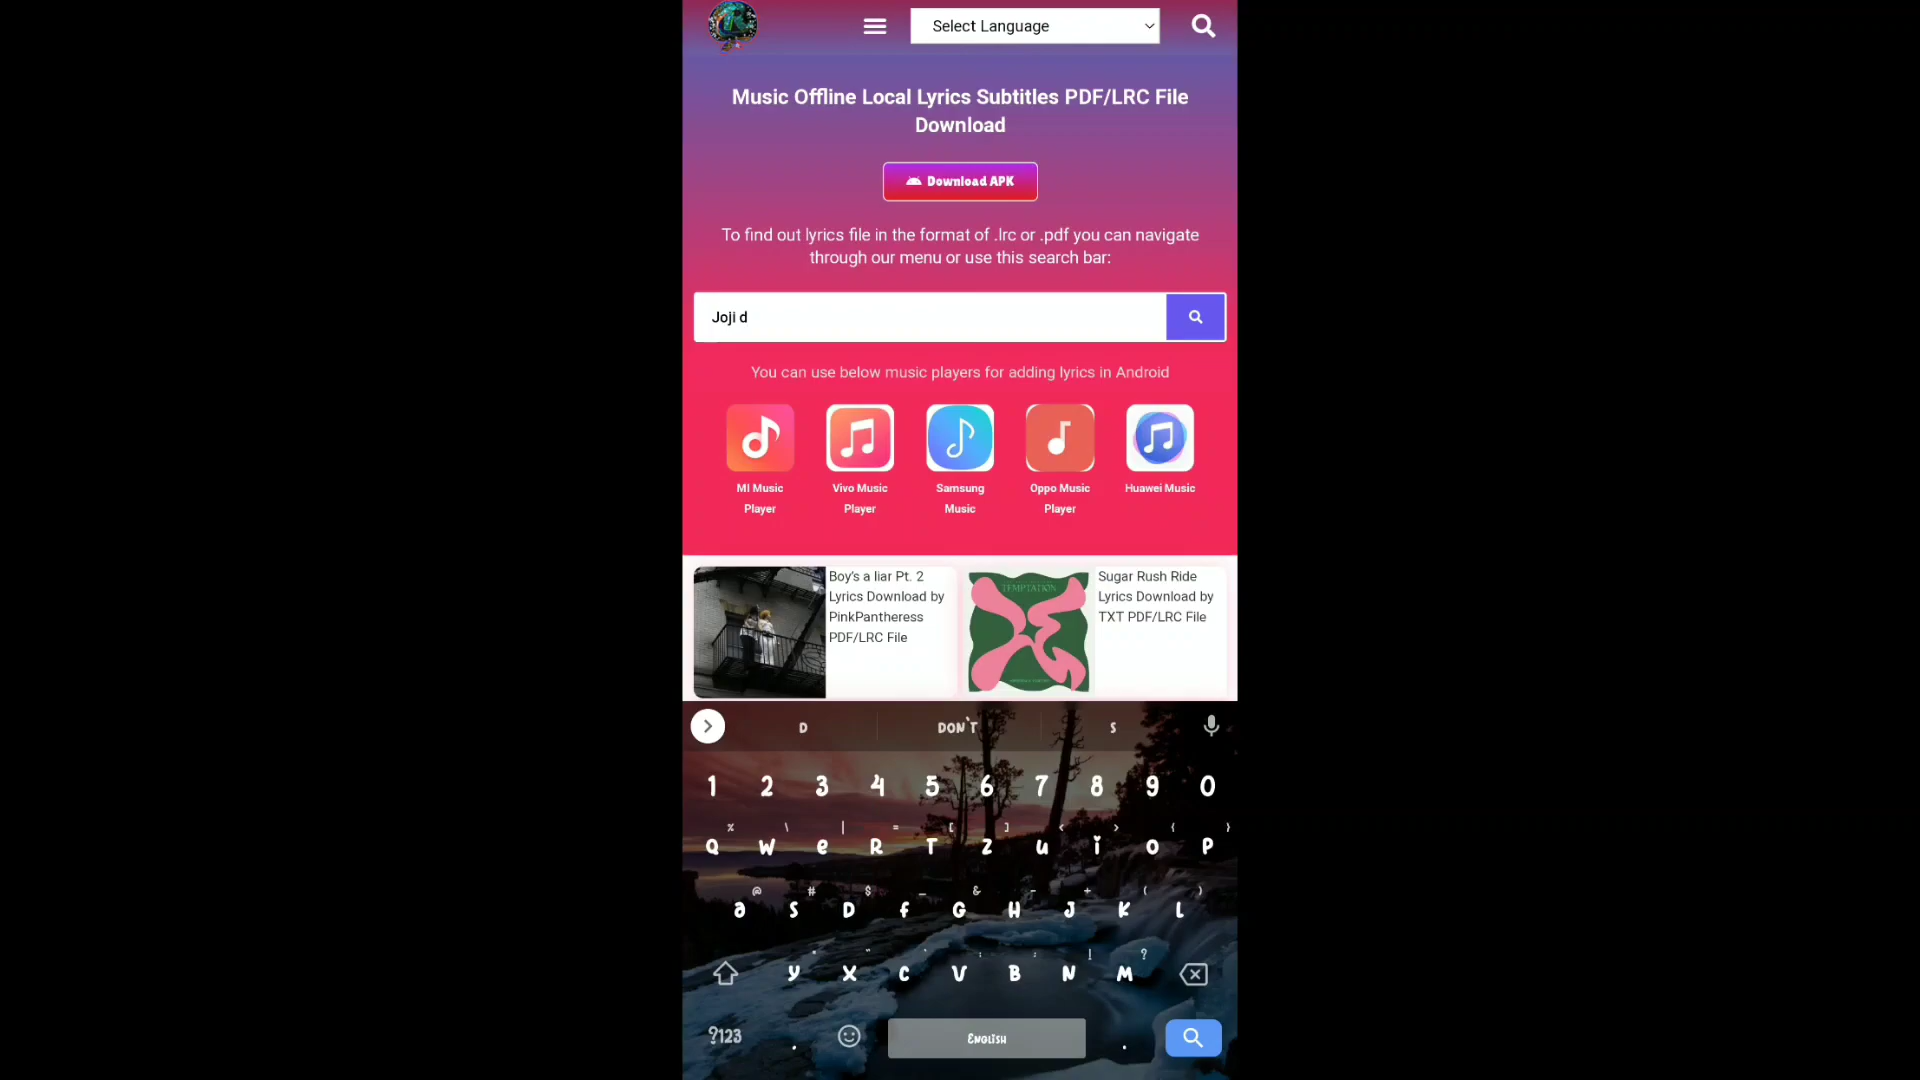 Select Language
Music Offline Local Lyrics Subtitles PDF/LRC File
Download
Download APK
To find out lyrics file in the format of .lrc or .pdf you can navigate
through our menu or use this search bar:
Joji d
You can use below music players for adding lyrics in Android
MI Music
Player
Vivo Music
Player
Samsung
Music
Oppo Music
Player
Huawei Music
Boy's a liar Pt. 2
Lyrics Download by
PinkPantheress
PDF/LRC File
TEMPTATION
Sugar Rush Ride
Lyrics Download by
TXT PDF/LRC File
D DON'T S
1 2 3 4 5 6 7 8 9 0
% \ | = [ ] < > { }
Q W e R T Z u i o P
@ # $ _ & - + ( )
a S D f G H J K L
* " ' : ; ! ?
y X C V B N M
?123 . English .